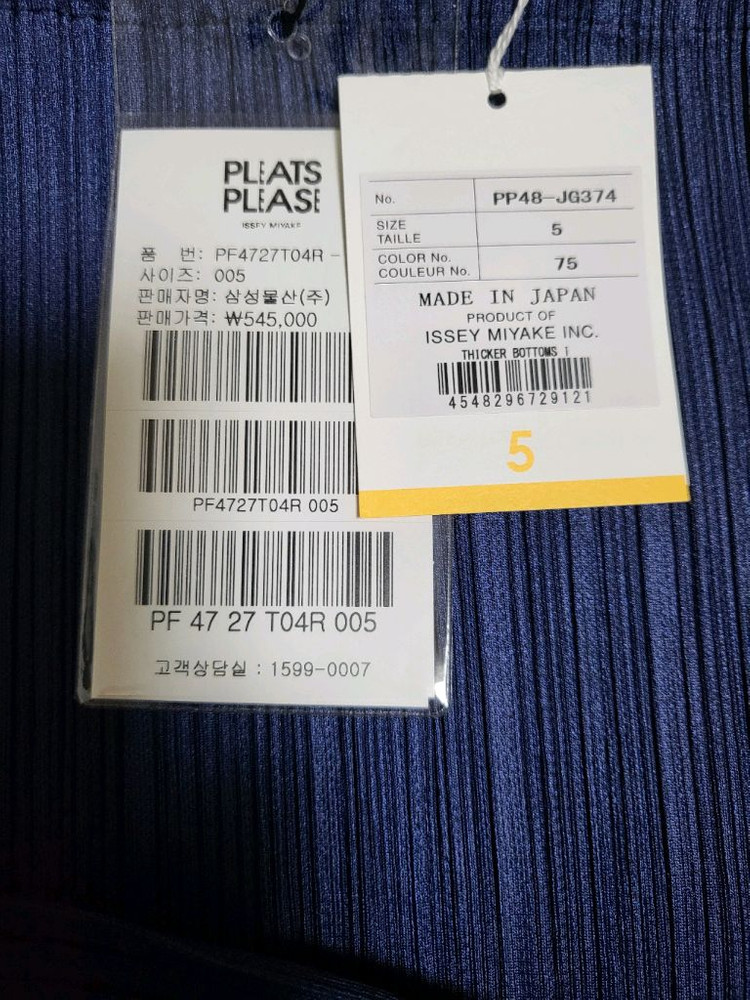 PLEATS
PLEASE
ISSEY MIYAKE
품 번: PF4727T04R -
사이즈: 005
판매자명: 삼성물산(주)
판매가격: ₩545,000
PF4727T04R 005
PF 47 27 T04R 005
고객상담실 : 1599-0007
No. PP48-JG374
SIZE
TAILLE 5
COLOR No.
COULEUR No. 75
MADE IN JAPAN
PRODUCT OF
ISSEY MIYAKE INC.
THICKER BOTTOMS 1
4548296729121
5